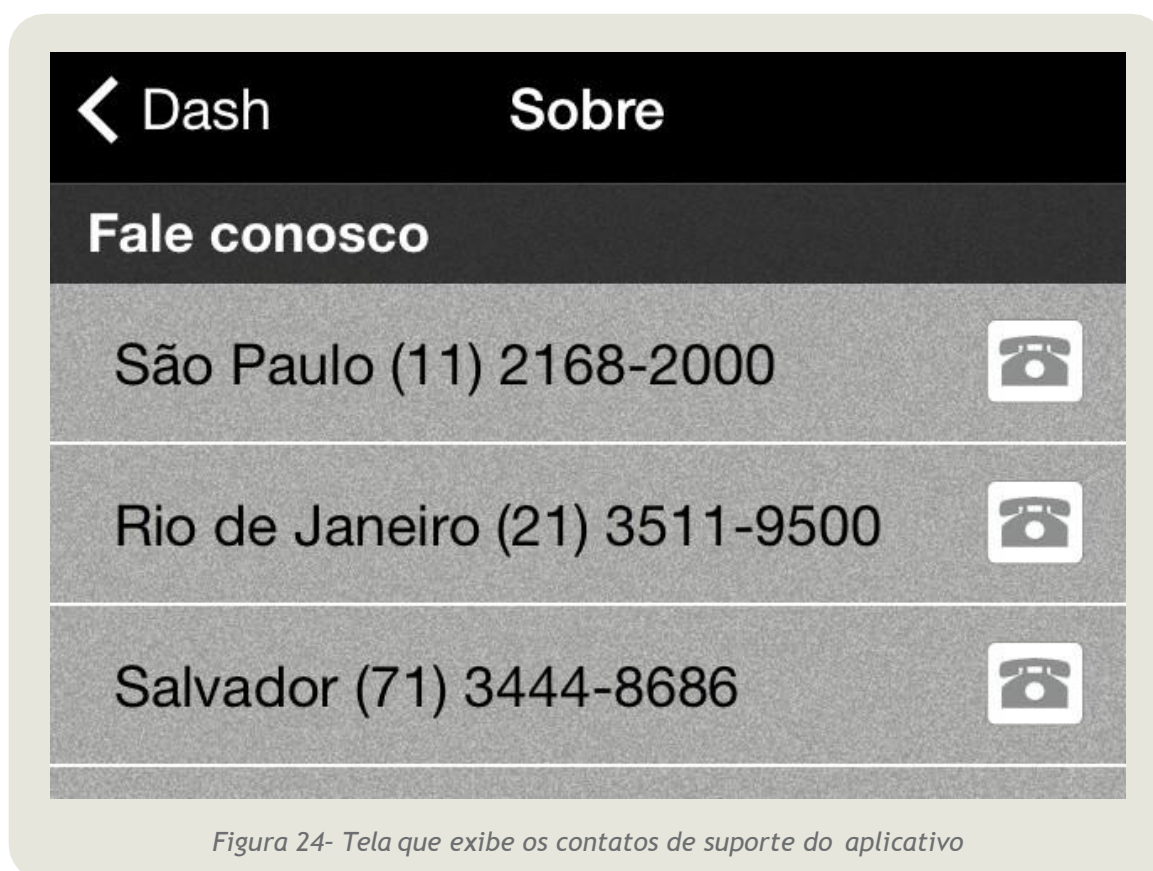 Dash
Sobre
Fale conosco
São Paulo (11) 2168-2000
Rio de Janeiro (21) 3511-9500
Salvador (71) 3444-8686
Figura 24- Tela que exibe os contatos de suporte do aplicativo